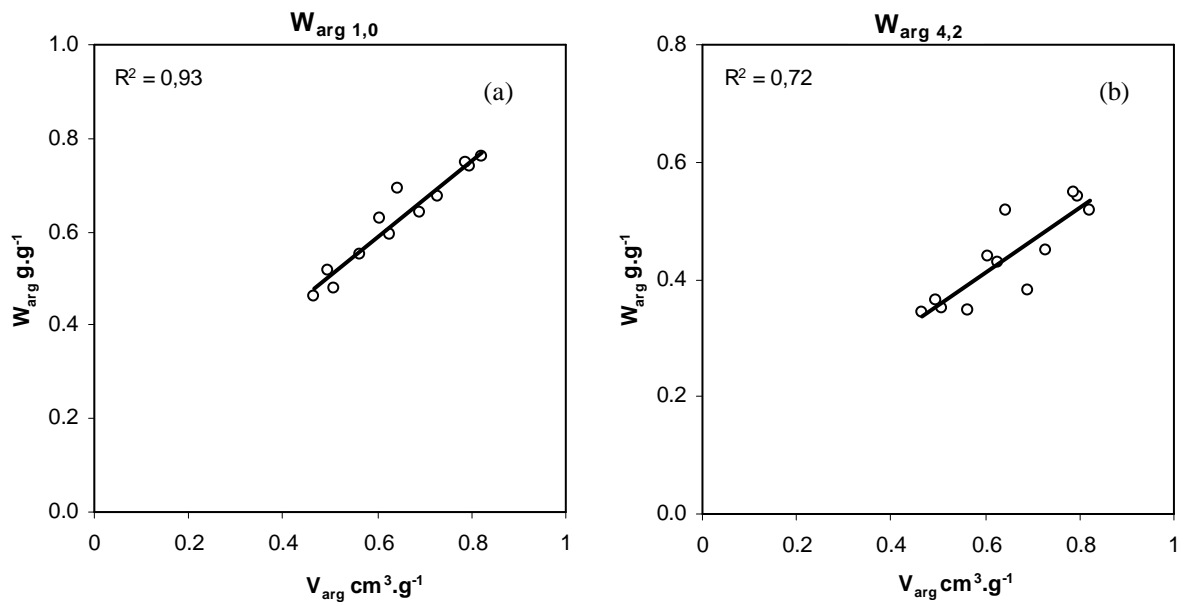 W_arg 1,0
R² = 0,93
(a)
1.0
0.8
0.6
0.4
0.2
0.0
W_arg g.g⁻¹
0 0.2 0.4 0.6 0.8 1
V_arg cm³.g⁻¹
W_arg 4,2
R² = 0,72
(b)
0.8
0.6
0.4
0.2
0.0
W_arg g.g⁻¹
0 0.2 0.4 0.6 0.8 1
V_arg cm³.g⁻¹